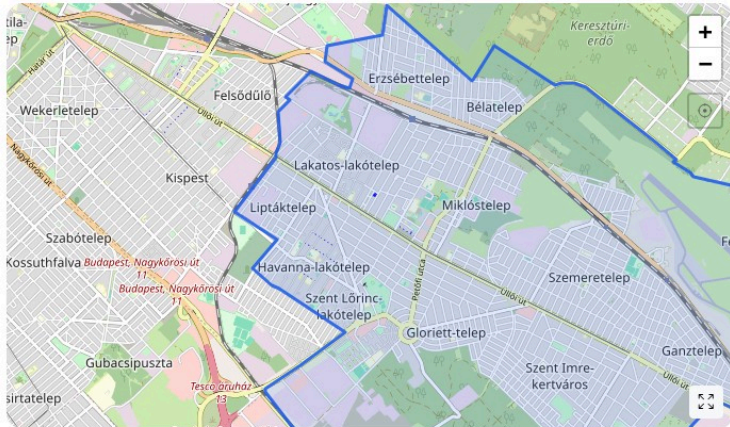 Keresztúri-
erdő
+
−
Határ út
Erzsébettelep
Felsődűlő
Bélatelep
Wekerletelep
Üllői út
Nagykőrösi út
Lakatos-lakótelep
Kispest
Liptáktelep
Miklóstelep
Szabótelep
Kossuthfalva
Budapest, Nagykőrösi út
11
Budapest, Nagykőrösi út
11
Havanna-lakótelep
Petőfi utca
Szemeretelep
Üllői út
Szent Lőrinc-
lakótelep
Gloriett-telep
Ganztelep
Gubacsipuszta
Szent Imre-
kertváros
Tesco áruház
13
Üllői út